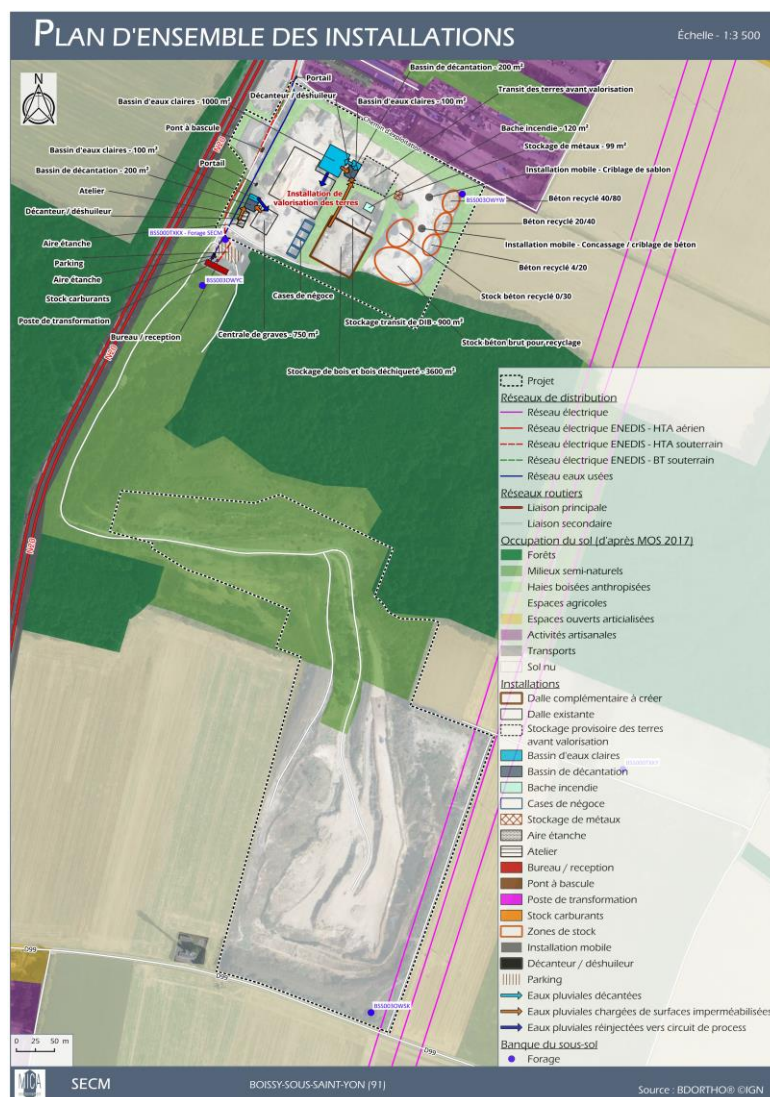 PLAN D'ENSEMBLE DES INSTALLATIONS
Échelle - 1:3 500
N
Bassin de décantation - 200 m²
Portail
Décanteur / déshuileur
Transit des terres avant valorisation
Bassin d'eaux claires - 1000 m²
Bassin d'eaux claires - 100 m²
Chemin d'exploitation
Pont à bascule
Bache incendie - 120 m²
Bassin d'eaux claires - 100 m²
Stockage de métaux - 99 m²
Portail
Bassin de décantation - 200 m²
Installation mobile - Criblage de sablon
Atelier
Installation de
valorisation des terres
Béton recyclé 40/80
Décanteur / déshuileur
Béton recyclé 20/40
Aire étanche
BSS000TXKX - Forage SECM
Installation mobile - Concassage / criblage de béton
Parking
Béton recyclé 4/20
Aire étanche
Stock carburants
Cases de négoce
Stock béton recyclé 0/30
Poste de transformation
Bureau / reception
Centrale de graves - 750 m²
Stockage transit de DIB - 900 m²
Stock béton brut pour recyclage
Stockage de bois et bois déchiqueté - 3600 m²
N20
N20
N20
D99
D99
D99
Projet
Réseaux de distribution
Réseau électrique
Réseau électrique ENEDIS - HTA aérien
Réseau électrique ENEDIS - HTA souterrain
Réseau électrique ENEDIS - BT souterrain
Réseau eaux usées
Réseaux routiers
Liaison principale
Liaison secondaire
Occupation du sol (d'après MOS 2017)
Forêts
Milieux semi-naturels
Haies boisées anthropisées
Espaces agricoles
Espaces ouverts articialisées
Activités artisanales
Transports
Sol nu
Installations
Dalle complémentaire à créer
Dalle existante
Stockage provisoire des terres
avant valorisation
Bassin d'eaux claires
Bassin de décantation
Bache incendie
Cases de négoce
Stockage de métaux
Aire étanche
Atelier
Bureau / reception
Pont à bascule
Poste de transformation
Stock carburants
Zones de stock
Installation mobile
Décanteur / déshuileur
Parking
Eaux pluviales décantées
Eaux pluviales chargées de surfaces imperméabilisées
Eaux pluviales réinjectées vers circuit de process
Banque du sous-sol
Forage
0 25 50 m
MICA
SECM
BOISSY-SOUS-SAINT-YON (91)
Source : BDORTHO® ©IGN